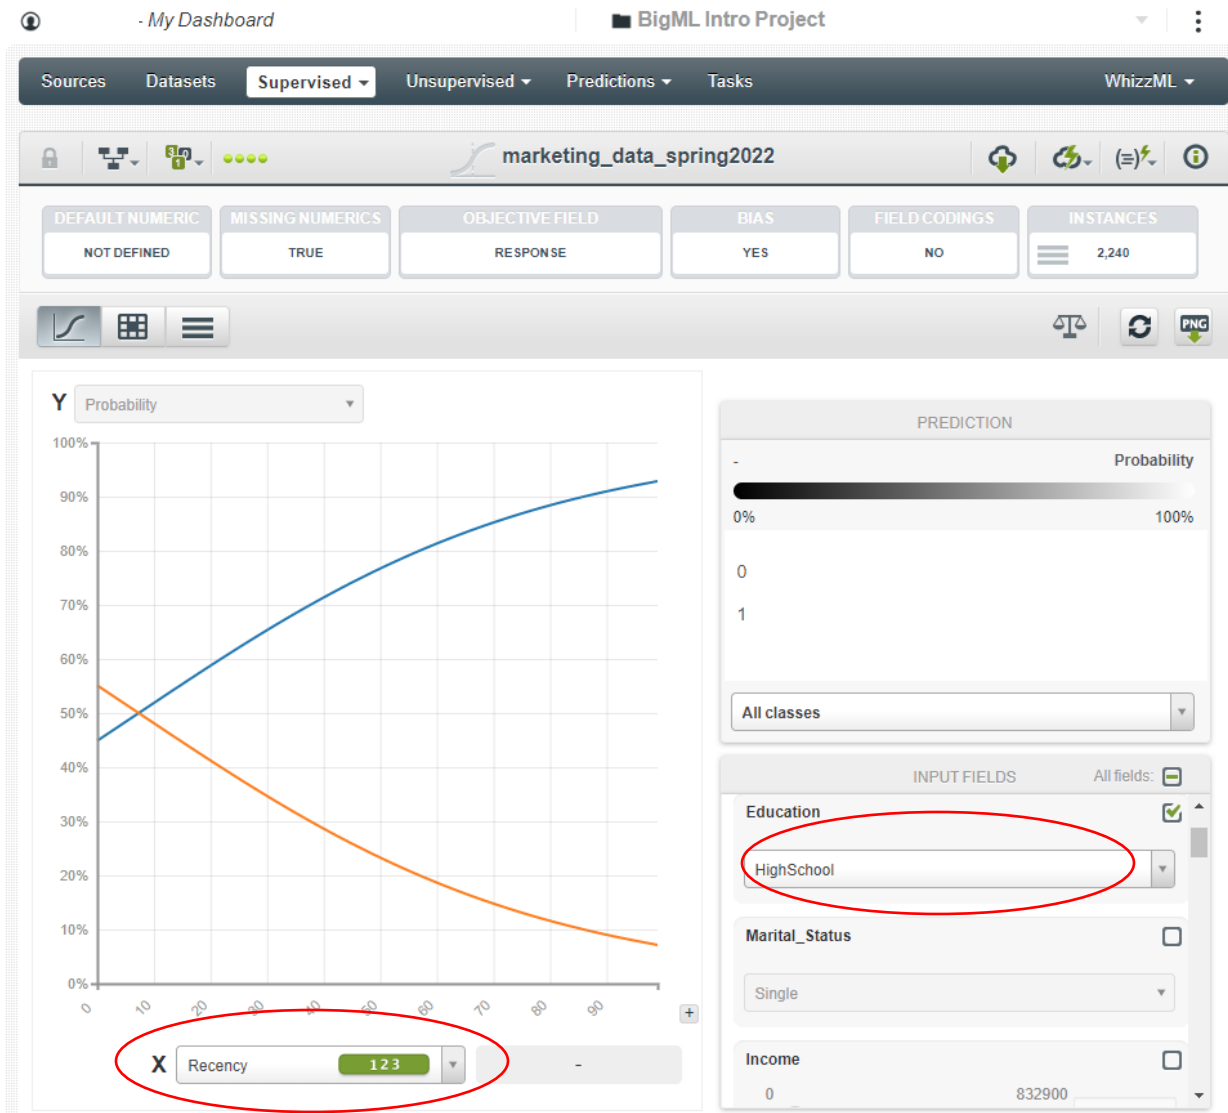 - My Dashboard
BigML Intro Project
Sources Datasets Supervised Unsupervised Predictions Tasks WhizzML
marketing_data_spring2022
DEFAULT NUMERIC MISSING NUMERICS OBJECTIVE FIELD BIAS FIELD CODINGS INSTANCES
NOT DEFINED TRUE RESPONSE YES NO 2,240
PNG
Y Probability
100%
90%
80%
70%
60%
50%
40%
30%
20%
10%
0%
0 10 20 30 40 50 60 70 80 90
+
X Recency 123
-
PREDICTION
- Probability
0% 100%
0
1
All classes
INPUT FIELDS All fields:
Education
HighSchool
Marital_Status
Single
Income
0 832900